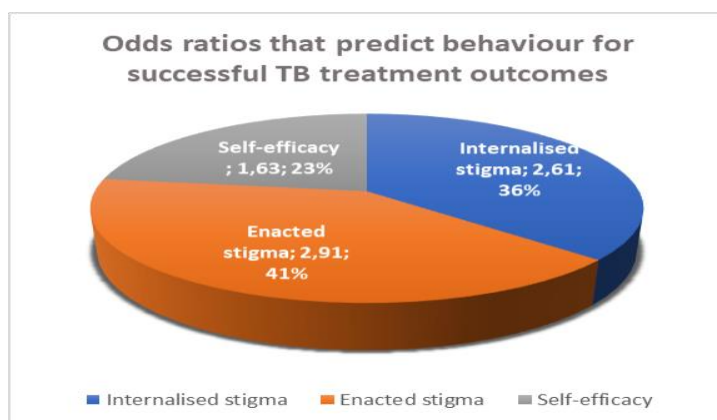 Odds ratios that predict behaviour for
successful TB treatment outcomes
Self-efficacy
; 1,63; 23%
Internalised
stigma; 2,61;
36%
Enacted
stigma; 2,91;
41%
Internalised stigma Enacted stigma Self-efficacy